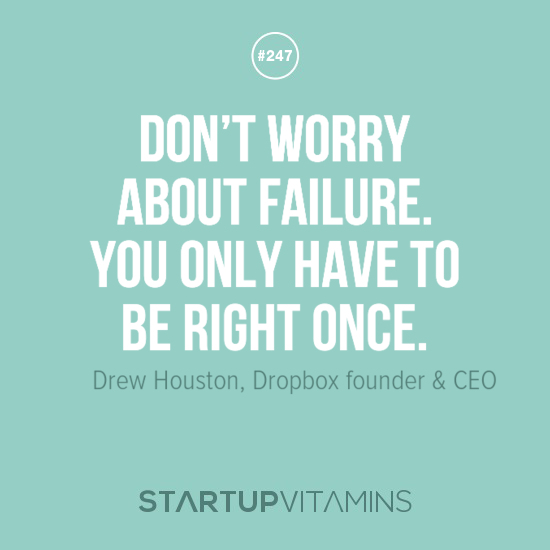 #247
DON'T WORRY
ABOUT FAILURE.
YOU ONLY HAVE TO
BE RIGHT ONCE.
Drew Houston, Dropbox founder & CEO
STARTUPVITAMINS